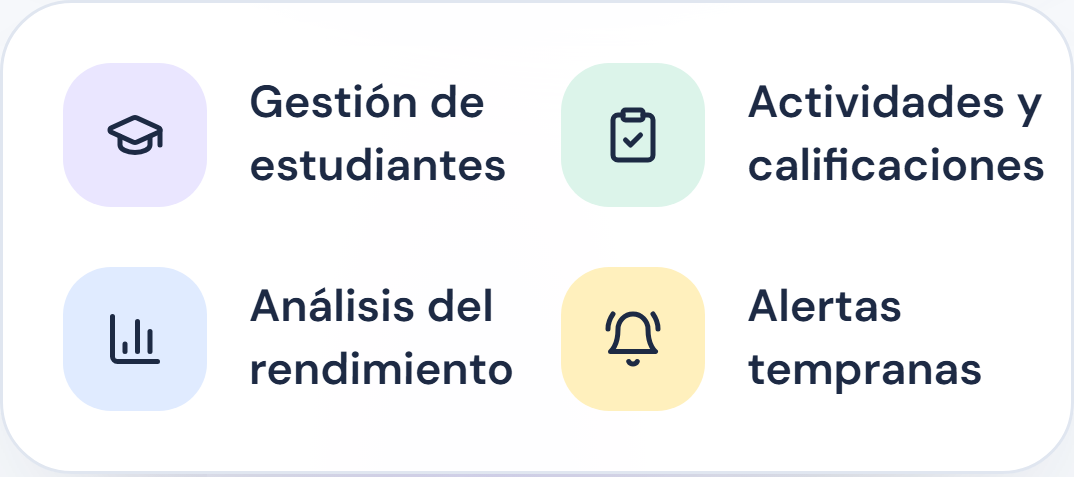 Gestión de
estudiantes
Actividades y
calificaciones
Análisis del
rendimiento
Alertas
tempranas